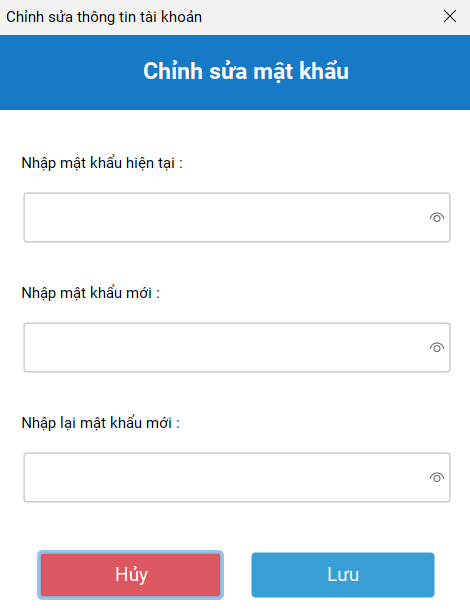 Chỉnh sửa thông tin tài khoản
Chỉnh sửa mật khẩu
Nhập mật khẩu hiện tại :
Nhập mật khẩu mới :
Nhập lại mật khẩu mới :
Hủy
Lưu